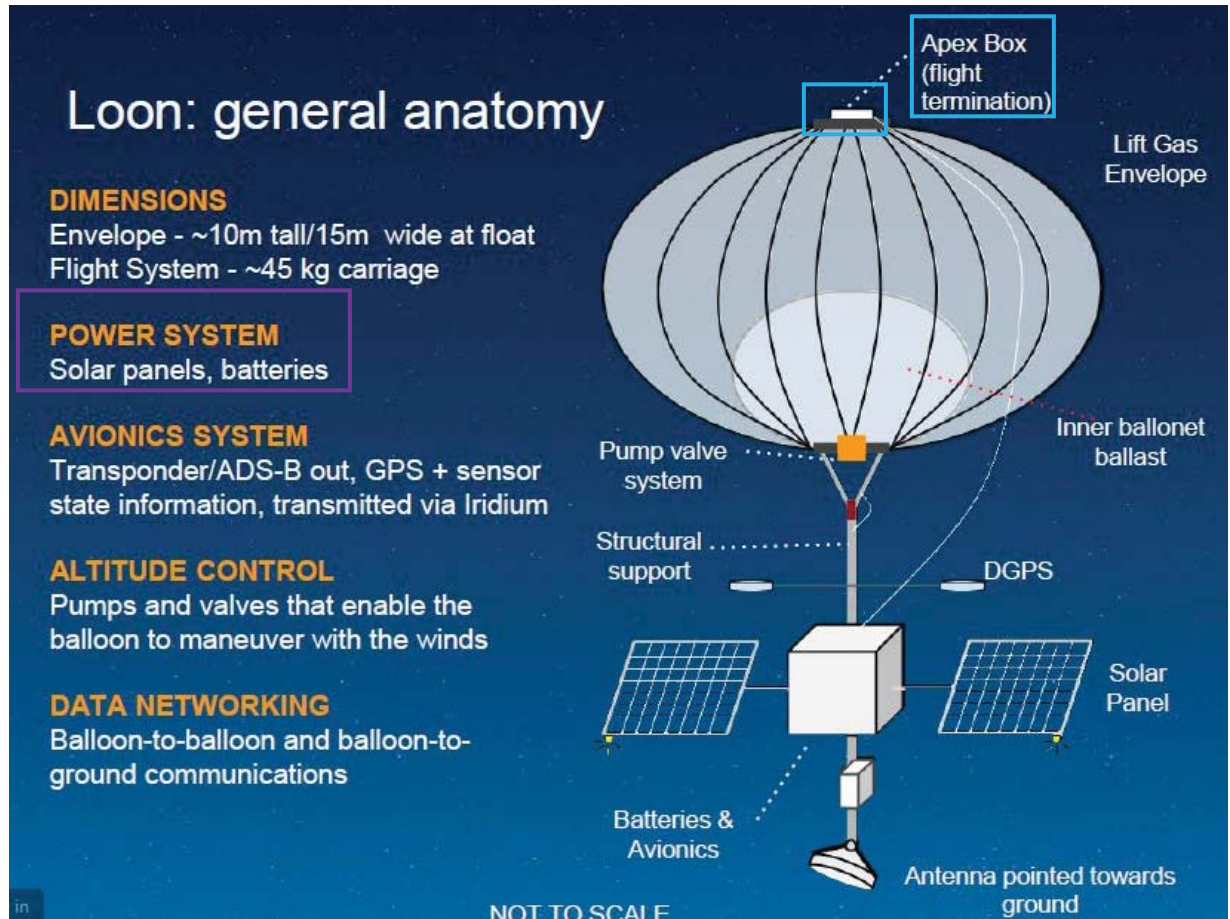 Loon: general anatomy
DIMENSIONS
Envelope - ~10m tall/15m wide at float
Flight System - ~45 kg carriage
POWER SYSTEM
Solar panels, batteries
AVIONICS SYSTEM
Transponder/ADS-B out, GPS + sensor
state information, transmitted via Iridium
ALTITUDE CONTROL
Pumps and valves that enable the
balloon to maneuver with the winds
DATA NETWORKING
Balloon-to-balloon and balloon-to-
ground communications
Apex Box
(flight
termination)
Lift Gas
Envelope
Inner ballonet
ballast
Pump valve
system
Structural
support
DGPS
Solar
Panel
Batteries &
Avionics
Antenna pointed towards
ground
NOT TO SCALE
in